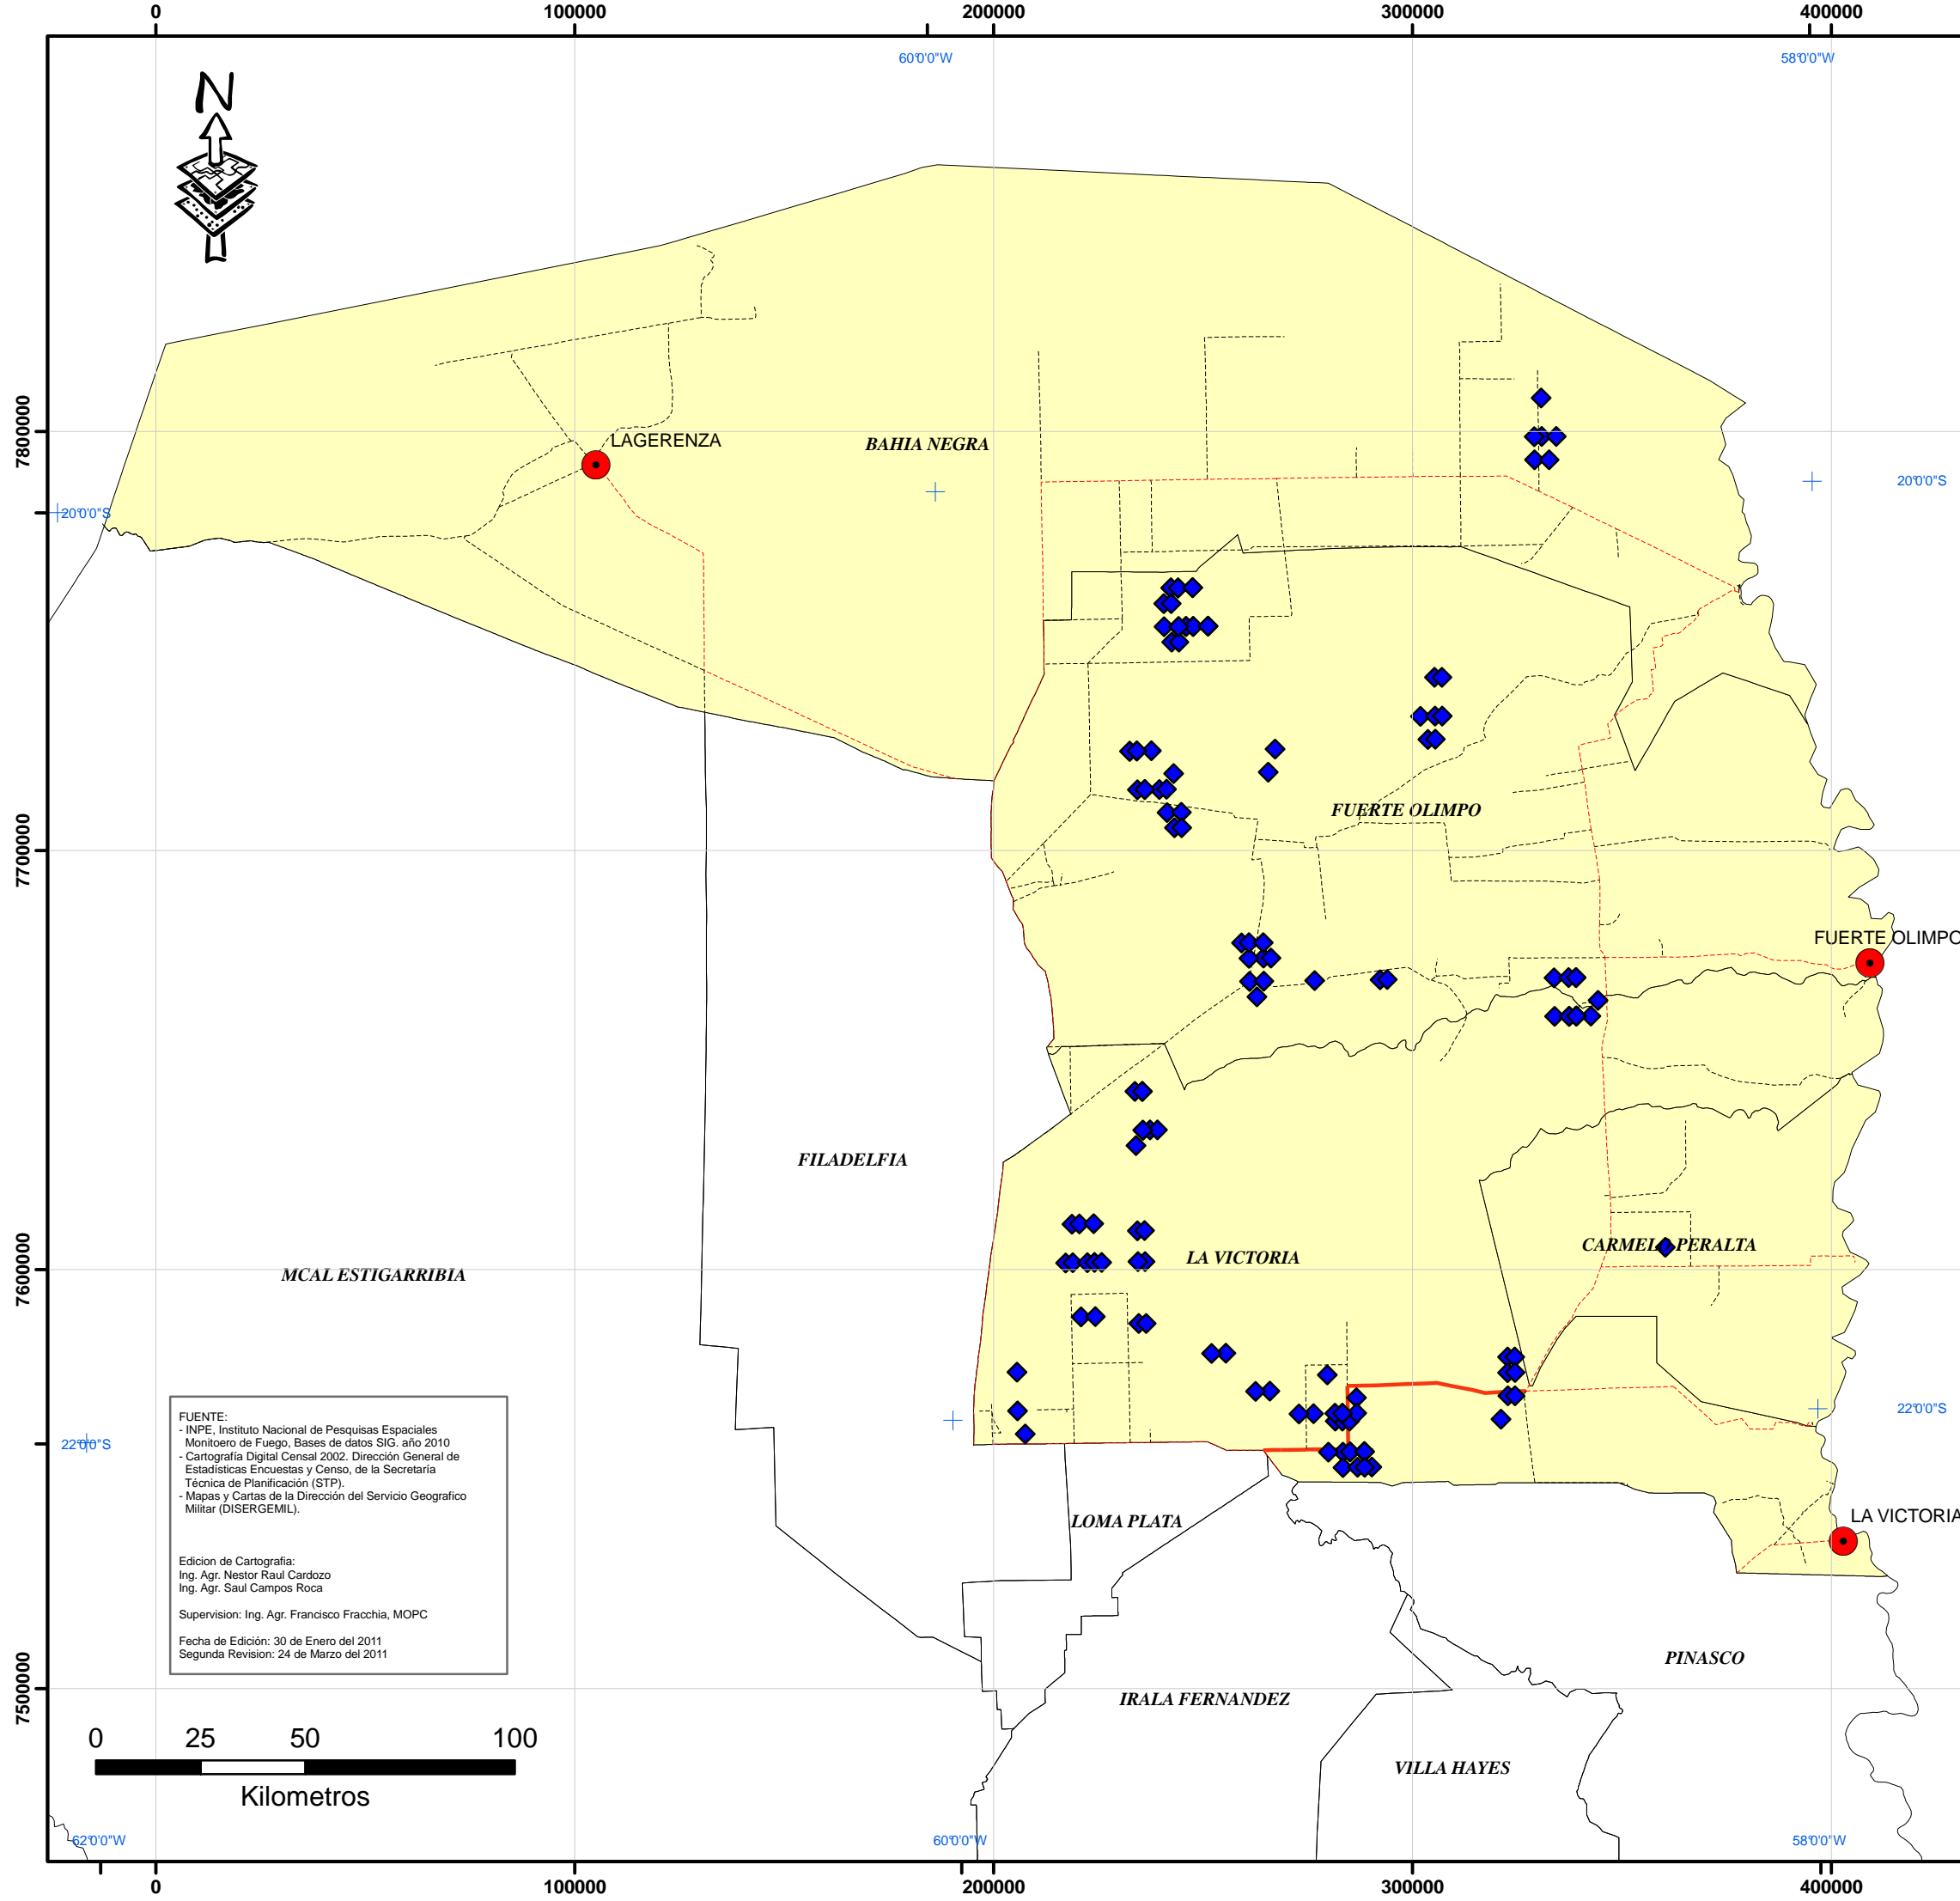 0 100000 200000 300000 400000
60°0'0"W 58°0'0"W
N
7800000
LAGERENZA
BAHIA NEGRA
20°0'0"S
20°0'0"S
7700000
FUERTE OLIMPO
FUERTE OLIMPO
FILADELFIA
MCAL ESTIGARRIBIA
LA VICTORIA
CARMELO PERALTA
7600000
22°0'0"S
22°0'0"S
FUENTE:
- INPE, Instituto Nacional de Pesquisas Espaciales
Monitoero de Fuego, Bases de datos SIG. año 2010
- Cartografía Digital Censal 2002. Dirección General de
Estadísticas Encuestas y Censo, de la Secretaría
Técnica de Planificación (STP).
- Mapas y Cartas de la Dirección del Servicio Geografico
Militar (DISERGEMIL).
Edicion de Cartografia:
Ing. Agr. Nestor Raul Cardozo
Ing. Agr. Saul Campos Roca
Supervision: Ing. Agr. Francisco Fracchia, MOPC
Fecha de Edición: 30 de Enero del 2011
Segunda Revision: 24 de Marzo del 2011
LOMA PLATA
LA VICTORIA
PINASCO
IRALA FERNANDEZ
7500000
VILLA HAYES
0 25 50 100
Kilometros
62°0'0"W 60°0'0"W 58°0'0"W
0 100000 200000 300000 400000